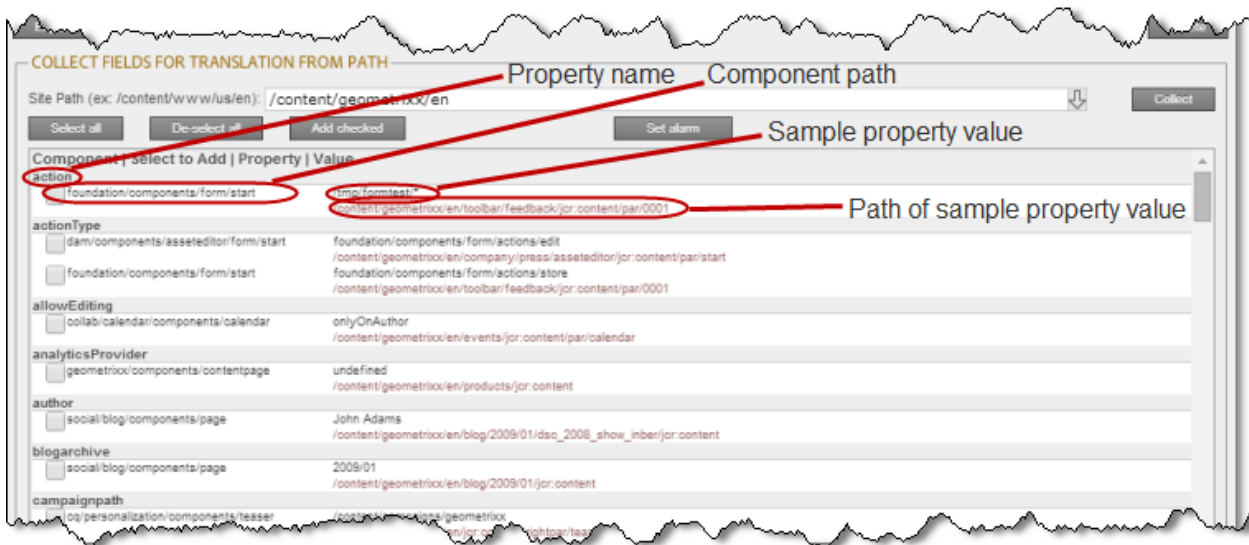 COLLECT FIELDS FOR TRANSLATION FROM PATH
Property name Component path
Site Path (ex: /content/www/us/en): /content/geometrixx/en Collect
Select all De-select all Add checked Set alarm
Sample property value
Component | Select to Add | Property | Value
action
foundation/components/form/start /tmp/formtest/*
/content/geometrixx/en/toolbar/feedback/jcr:content/par/0001
Path of sample property value
actionType
dam/components/asseteditor/form/start foundation/components/form/actions/edit
/content/geometrixx/en/company/press/asseteditor/jcr:content/par/start
foundation/components/form/start foundation/components/form/actions/store
/content/geometrixx/en/toolbar/feedback/jcr:content/par/0001
allowEditing
collab/calendar/components/calendar onlyOnAuthor
/content/geometrixx/en/events/jcr:content/par/calendar
analyticsProvider
geometrixx/components/contentpage undefined
/content/geometrixx/en/products/jcr:content
author
social/blog/components/page John Adams
/content/geometrixx/en/blog/2009/01/dsc_2008_show_inber/jcr:content
blogarchive
social/blog/components/page 2009/01
/content/geometrixx/en/blog/2009/01/jcr:content
campaignpath
cq/personalization/components/teaser /content/campaigns/geometrixx